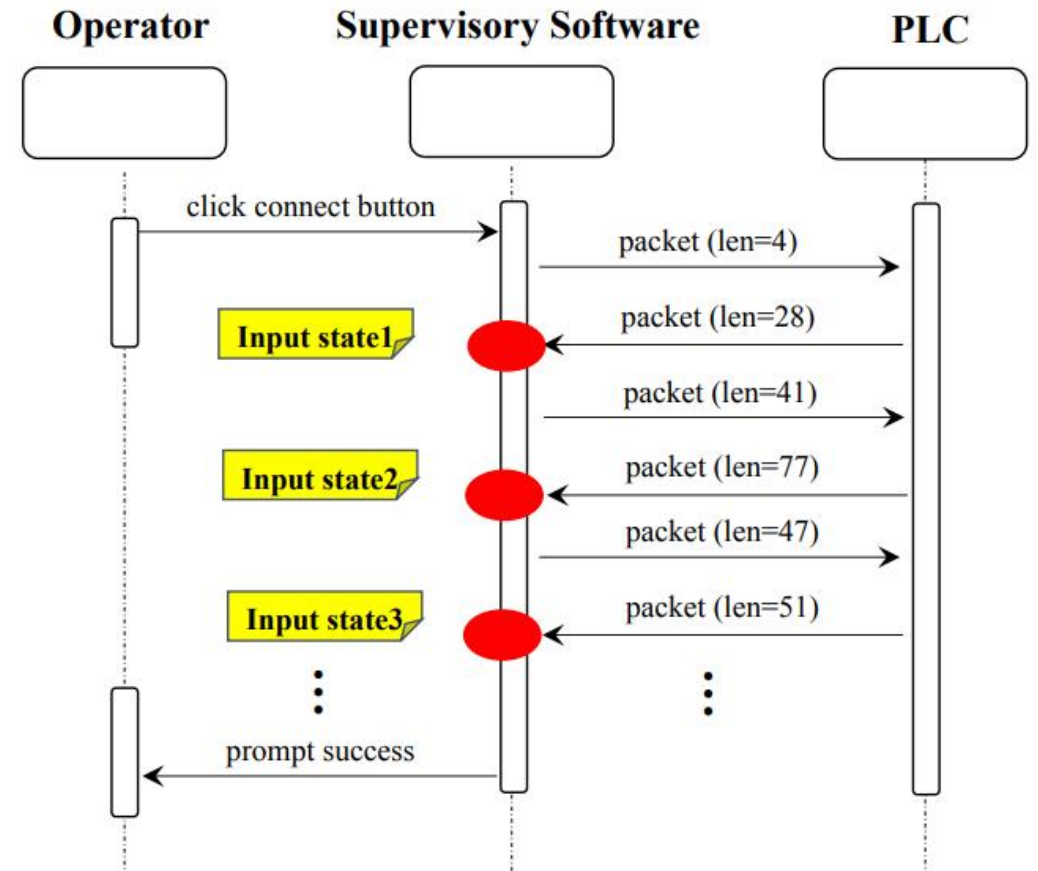 Operator
Supervisory Software
PLC
click connect button
packet (len=4)
packet (len=28)
Input state1
packet (len=41)
packet (len=77)
Input state2
packet (len=47)
packet (len=51)
Input state3
prompt success